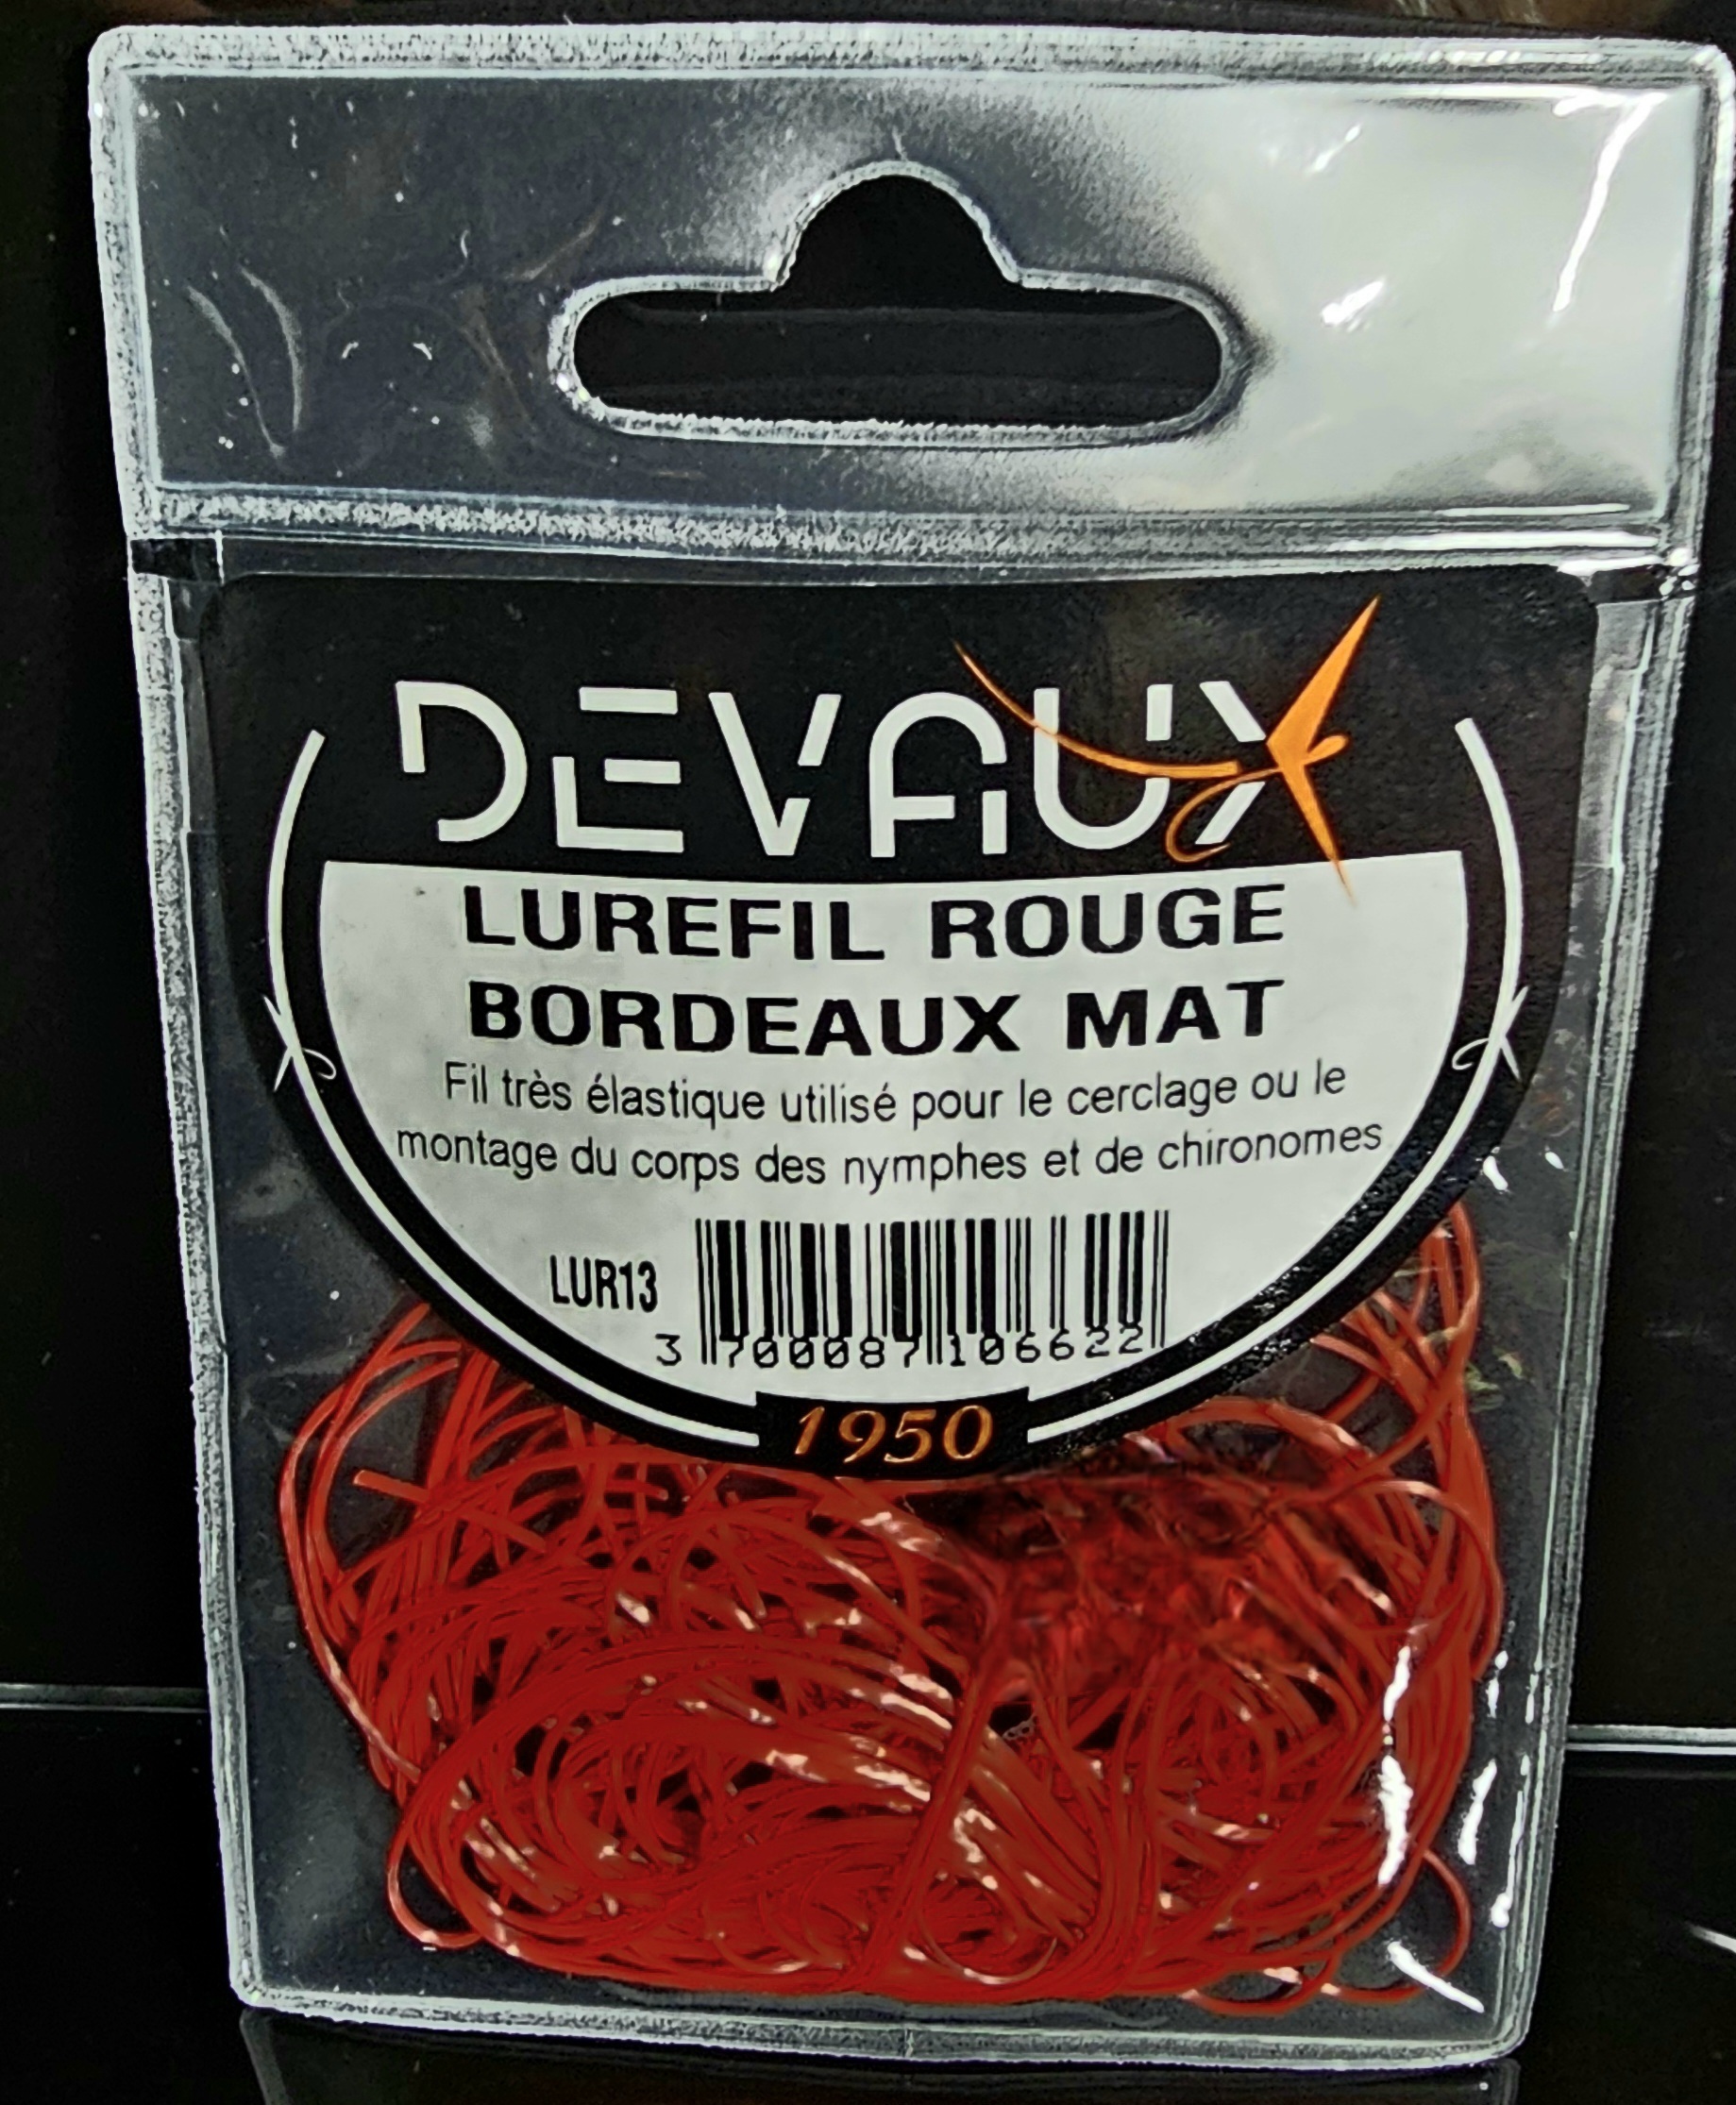 DEVAUX
LUREFIL ROUGE
BORDEAUX MAT
Fil très élastique utilisé pour le cerclage ou le
montage du corps des nymphes et de chironomes
LUR13
3 700087 106622
1950